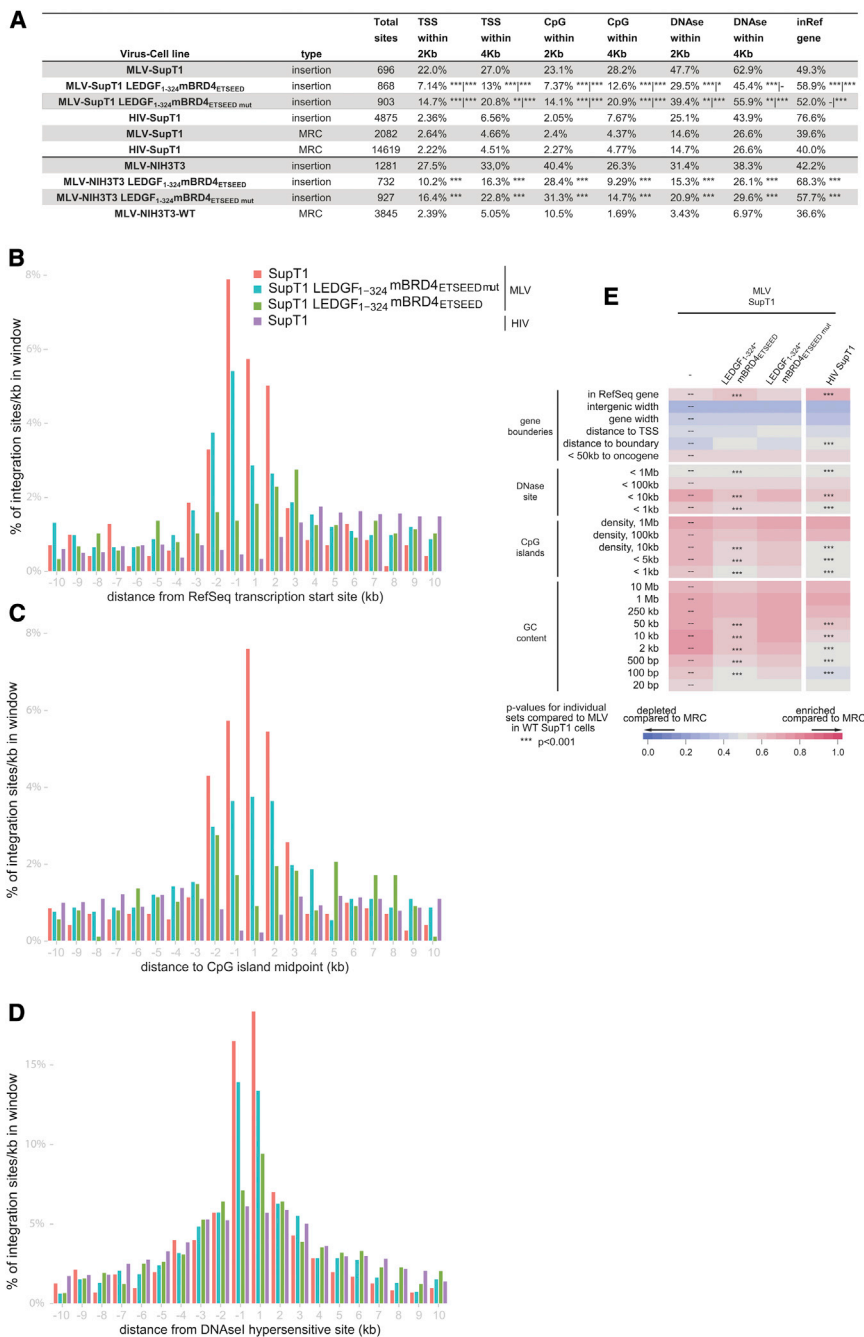 A
Total TSS TSS CpG CpG DNAse DNAse inRef
sites within within within within within within gene
Virus-Cell line type 2Kb 4Kb 2Kb 4Kb 2Kb 4Kb
MLV-SupT1 insertion 696 22.0% 27.0% 23.1% 28.2% 47.7% 62.9% 49.3%
MLV-SupT1 LEDGF1-324mBRD4ETSEED insertion 868 7.14% ***|*** 13% ***|*** 7.37% ***|*** 12.6% ***|*** 29.5% ***|* 45.4% ***|- 58.9% ***|***
MLV-SupT1 LEDGF1-324mBRD4ETSEED mut insertion 903 14.7% ***|*** 20.8% **|*** 14.1% ***|*** 20.9% ***|*** 39.4% **|*** 55.9% **|*** 52.0% -|***
HIV-SupT1 insertion 4875 2.36% 6.56% 2.05% 7.67% 25.1% 43.9% 76.6%
MLV-SupT1 MRC 2082 2.64% 4.66% 2.4% 4.37% 14.6% 26.6% 39.6%
HIV-SupT1 MRC 14619 2.22% 4.51% 2.27% 4.77% 14.7% 26.6% 40.0%
MLV-NIH3T3 insertion 1281 27.5% 33,0% 40.4% 26.3% 31.4% 38.3% 42.2%
MLV-NIH3T3 LEDGF1-324mBRD4ETSEED insertion 732 10.2% *** 16.3% *** 28.4% *** 9.29% *** 15.3% *** 26.1% *** 68.3% ***
MLV-NIH3T3 LEDGF1-324mBRD4ETSEED mut insertion 927 16.4% *** 22.8% *** 31.3% *** 14.7% *** 20.9% *** 29.6% *** 57.7% ***
MLV-NIH3T3-WT MRC 3845 2.39% 5.05% 10.5% 1.69% 3.43% 6.97% 36.6%
B
SupT1
SupT1 LEDGF1-324 mBRD4ETSEED mut
SupT1 LEDGF1-324 mBRD4ETSEED
MLV
SupT1
HIV
% of integration sites/kb in window
8%
6%
4%
2%
0%
-10 -9 -8 -7 -6 -5 -4 -3 -2 -1 1 2 3 4 5 6 7 8 9 10
distance from RefSeq transcription start site (kb)
C
% of integration sites/kb in window
8%
6%
4%
2%
0%
-10 -9 -8 -7 -6 -5 -4 -3 -2 -1 1 2 3 4 5 6 7 8 9 10
distance to CpG island midpoint (kb)
D
% of integration sites/kb in window
15%
10%
5%
0%
-10 -9 -8 -7 -6 -5 -4 -3 -2 -1 1 2 3 4 5 6 7 8 9 10
distance from DNAseI hypersensitive site (kb)
E
MLV
SupT1
-
LEDGF1-324-
mBRD4ETSEED
LEDGF1-324-
mBRD4ETSEED mut
HIV SupT1
gene
bounderies
in RefSeq gene -- *** ***
intergenic width --
gene width --
distance to TSS --
distance to boundary -- ***
< 50kb to oncogene --
DNase
site
< 1Mb -- *** ***
< 100kb --
< 10kb -- *** ***
< 1kb -- *** ***
CpG
islands
density, 1Mb --
density, 100kb --
density, 10kb -- *** ***
< 5kb -- *** ***
< 1kb -- *** ***
GC
content
10 Mb --
1 Mb --
250 kb --
50 kb -- *** ***
10 kb -- *** ***
2 kb -- *** ***
500 bp -- *** ***
100 bp -- *** ***
20 bp --
p-values for individual
sets compared to MLV
in WT SupT1 cells
*** p<0.001
depleted
compared to MRC
enriched
compared to MRC
0.0 0.2 0.4 0.6 0.8 1.0